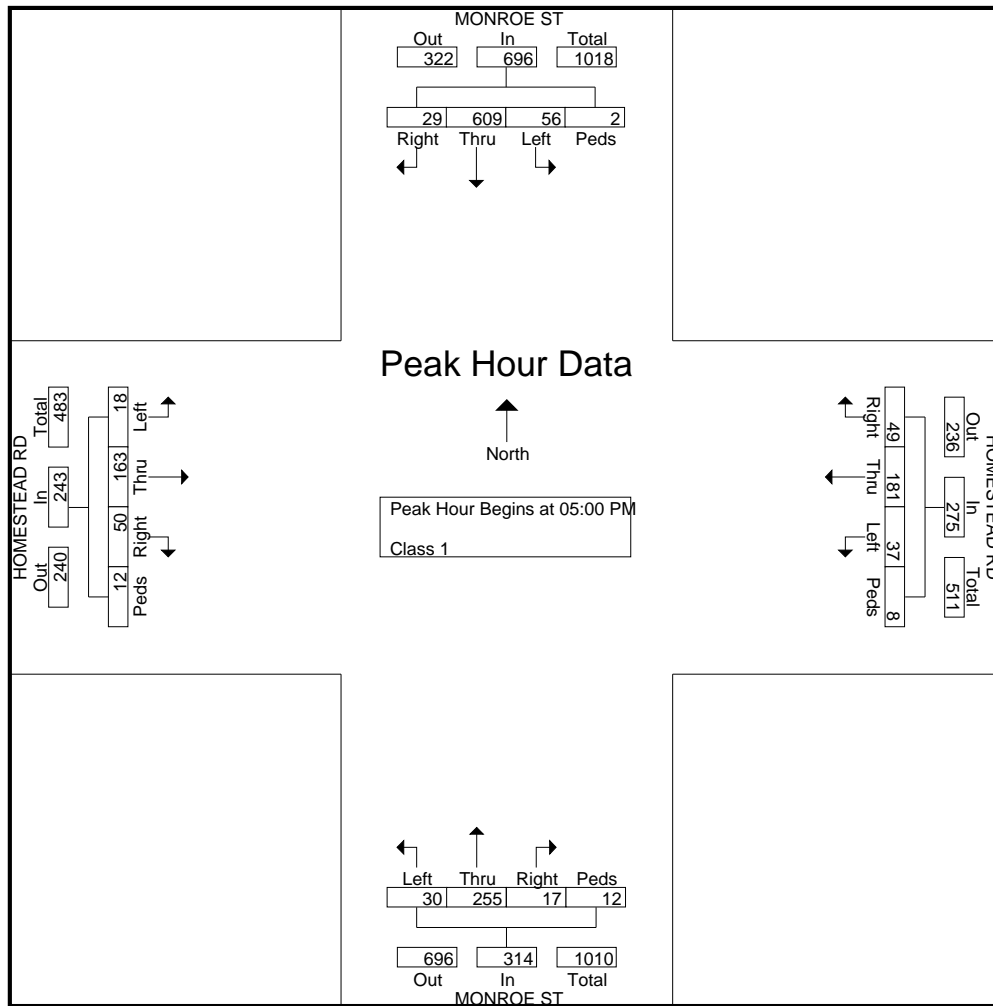 MONROE ST
Out In Total
322 696 1018
29 609 56 2
Right Thru Left Peds
Peak Hour Data
North
Peak Hour Begins at 05:00 PM
Class 1
HOMESTEAD RD
Total In Out
483 243 240
18 163 50 12
Left Thru Right Peds
Right Thru Left Peds
49 181 37 8
236 275 511
Out In Total
HOMESTEAD RD
Left Thru Right Peds
30 255 17 12
696 314 1010
Out In Total
MONROE ST